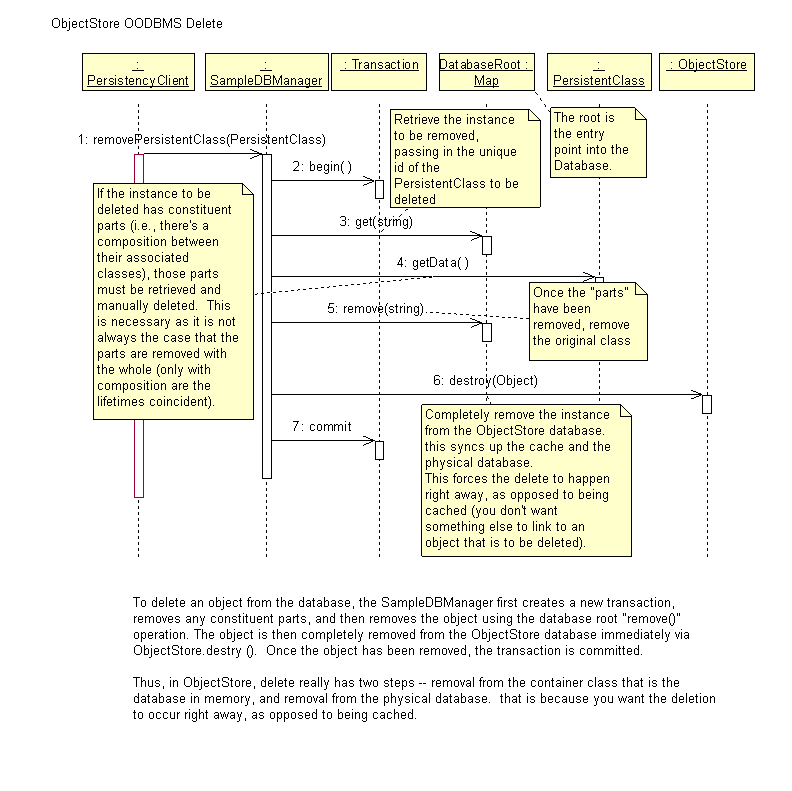 ObjectStore OODBMS Delete
:
PersistencyClient
:
SampleDBManager
: Transaction
DatabaseRoot :
Map
:
PersistentClass
: ObjectStore
Retrieve the instance
to be removed,
passing in the unique
id of the
PersistentClass to be
deleted
The root is
the entry
point into the
Database.
1: removePersistentClass(PersistentClass)
2: begin( )
If the instance to be
deleted has constituent
parts (i.e., there's a
composition between
their associated
classes), those parts
must be retrieved and
manually deleted. This
is necessary as it is not
always the case that the
parts are removed with
the whole (only with
composition are the
lifetimes coincident).
3: get(string)
4: getData( )
Once the "parts"
have been
removed, remove
the original class
5: remove(string)
6: destroy(Object)
7: commit
Completely remove the instance
from the ObjectStore database.
this syncs up the cache and the
physical database.
This forces the delete to happen
right away, as opposed to being
cached (you don't want
something else to link to an
object that is to be deleted).
To delete an object from the database, the SampleDBManager first creates a new transaction,
removes any constituent parts, and then removes the object using the database root "remove()"
operation. The object is then completely removed from the ObjectStore database immediately via
ObjectStore.destry (). Once the object has been removed, the transaction is committed.
Thus, in ObjectStore, delete really has two steps -- removal from the container class that is the
database in memory, and removal from the physical database. that is because you want the deletion
to occur right away, as opposed to being cached.